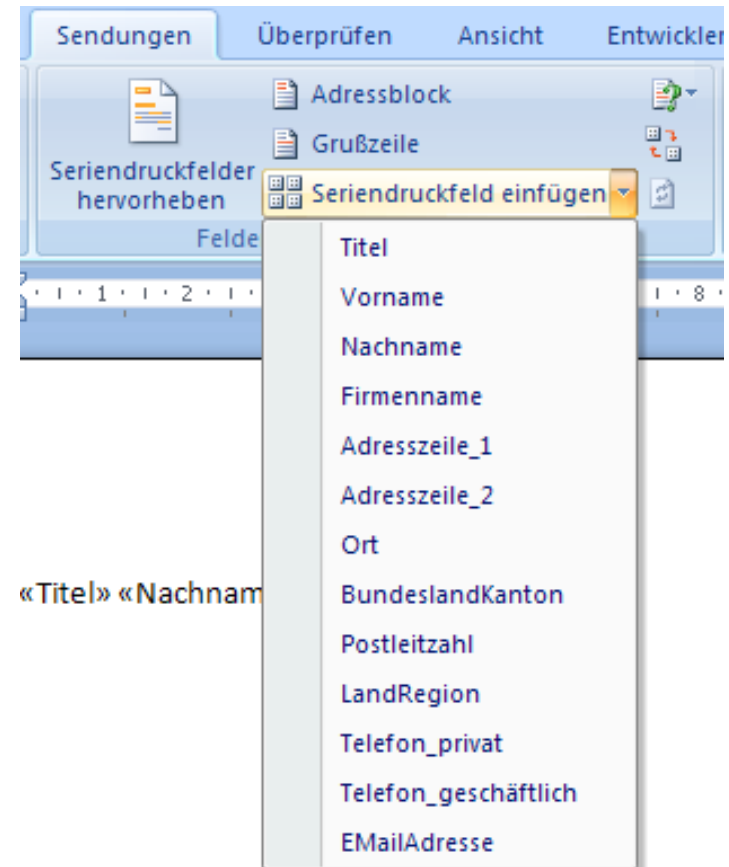 Sendungen Überprüfen Ansicht Entwickler
Adressblock
Grußzeile
Seriendruckfelder
hervorheben
Seriendruckfeld einfügen
Felde
1 2 8
Titel
Vorname
Nachname
Firmenname
Adresszeile_1
Adresszeile_2
Ort
«Titel» «Nachnam
BundeslandKanton
Postleitzahl
LandRegion
Telefon_privat
Telefon_geschäftlich
EMailAdresse